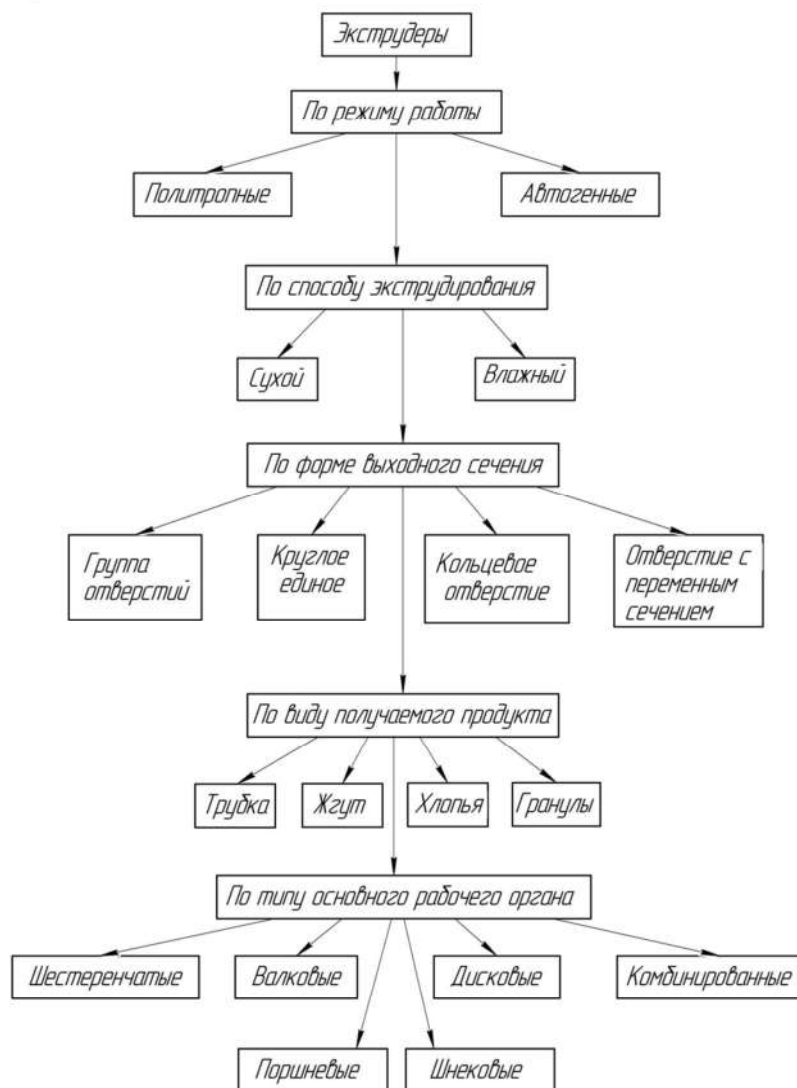 Экструдеры
По режиму работы
Политропные
Автогенные
По способу экструдирования
Сухой
Влажный
По форме выходного сечения
Группа
отверстий
Круглое
единое
Кольцевое
отверстие
Отверстие с
переменным
сечением
По виду получаемого продукта
Трубка
Жгут
Хлопья
Гранулы
По типу основного рабочего органа
Шестеренчатые
Валковые
Дисковые
Комбинированные
Поршневые
Шнековые